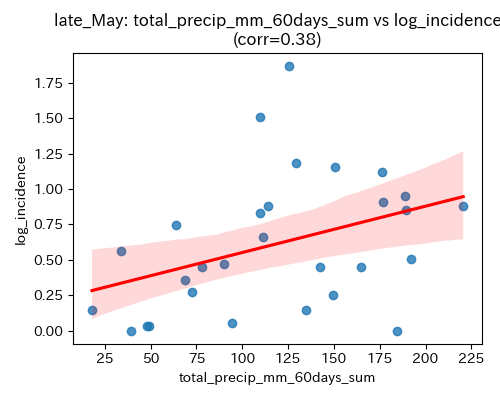 late_May: total_precip_mm_60days_sum vs log_incidence
(corr=0.38)
1.75
1.50
1.25
1.00
0.75
0.50
0.25
0.00
log_incidence
25 50 75 100 125 150 175 200 225
total_precip_mm_60days_sum